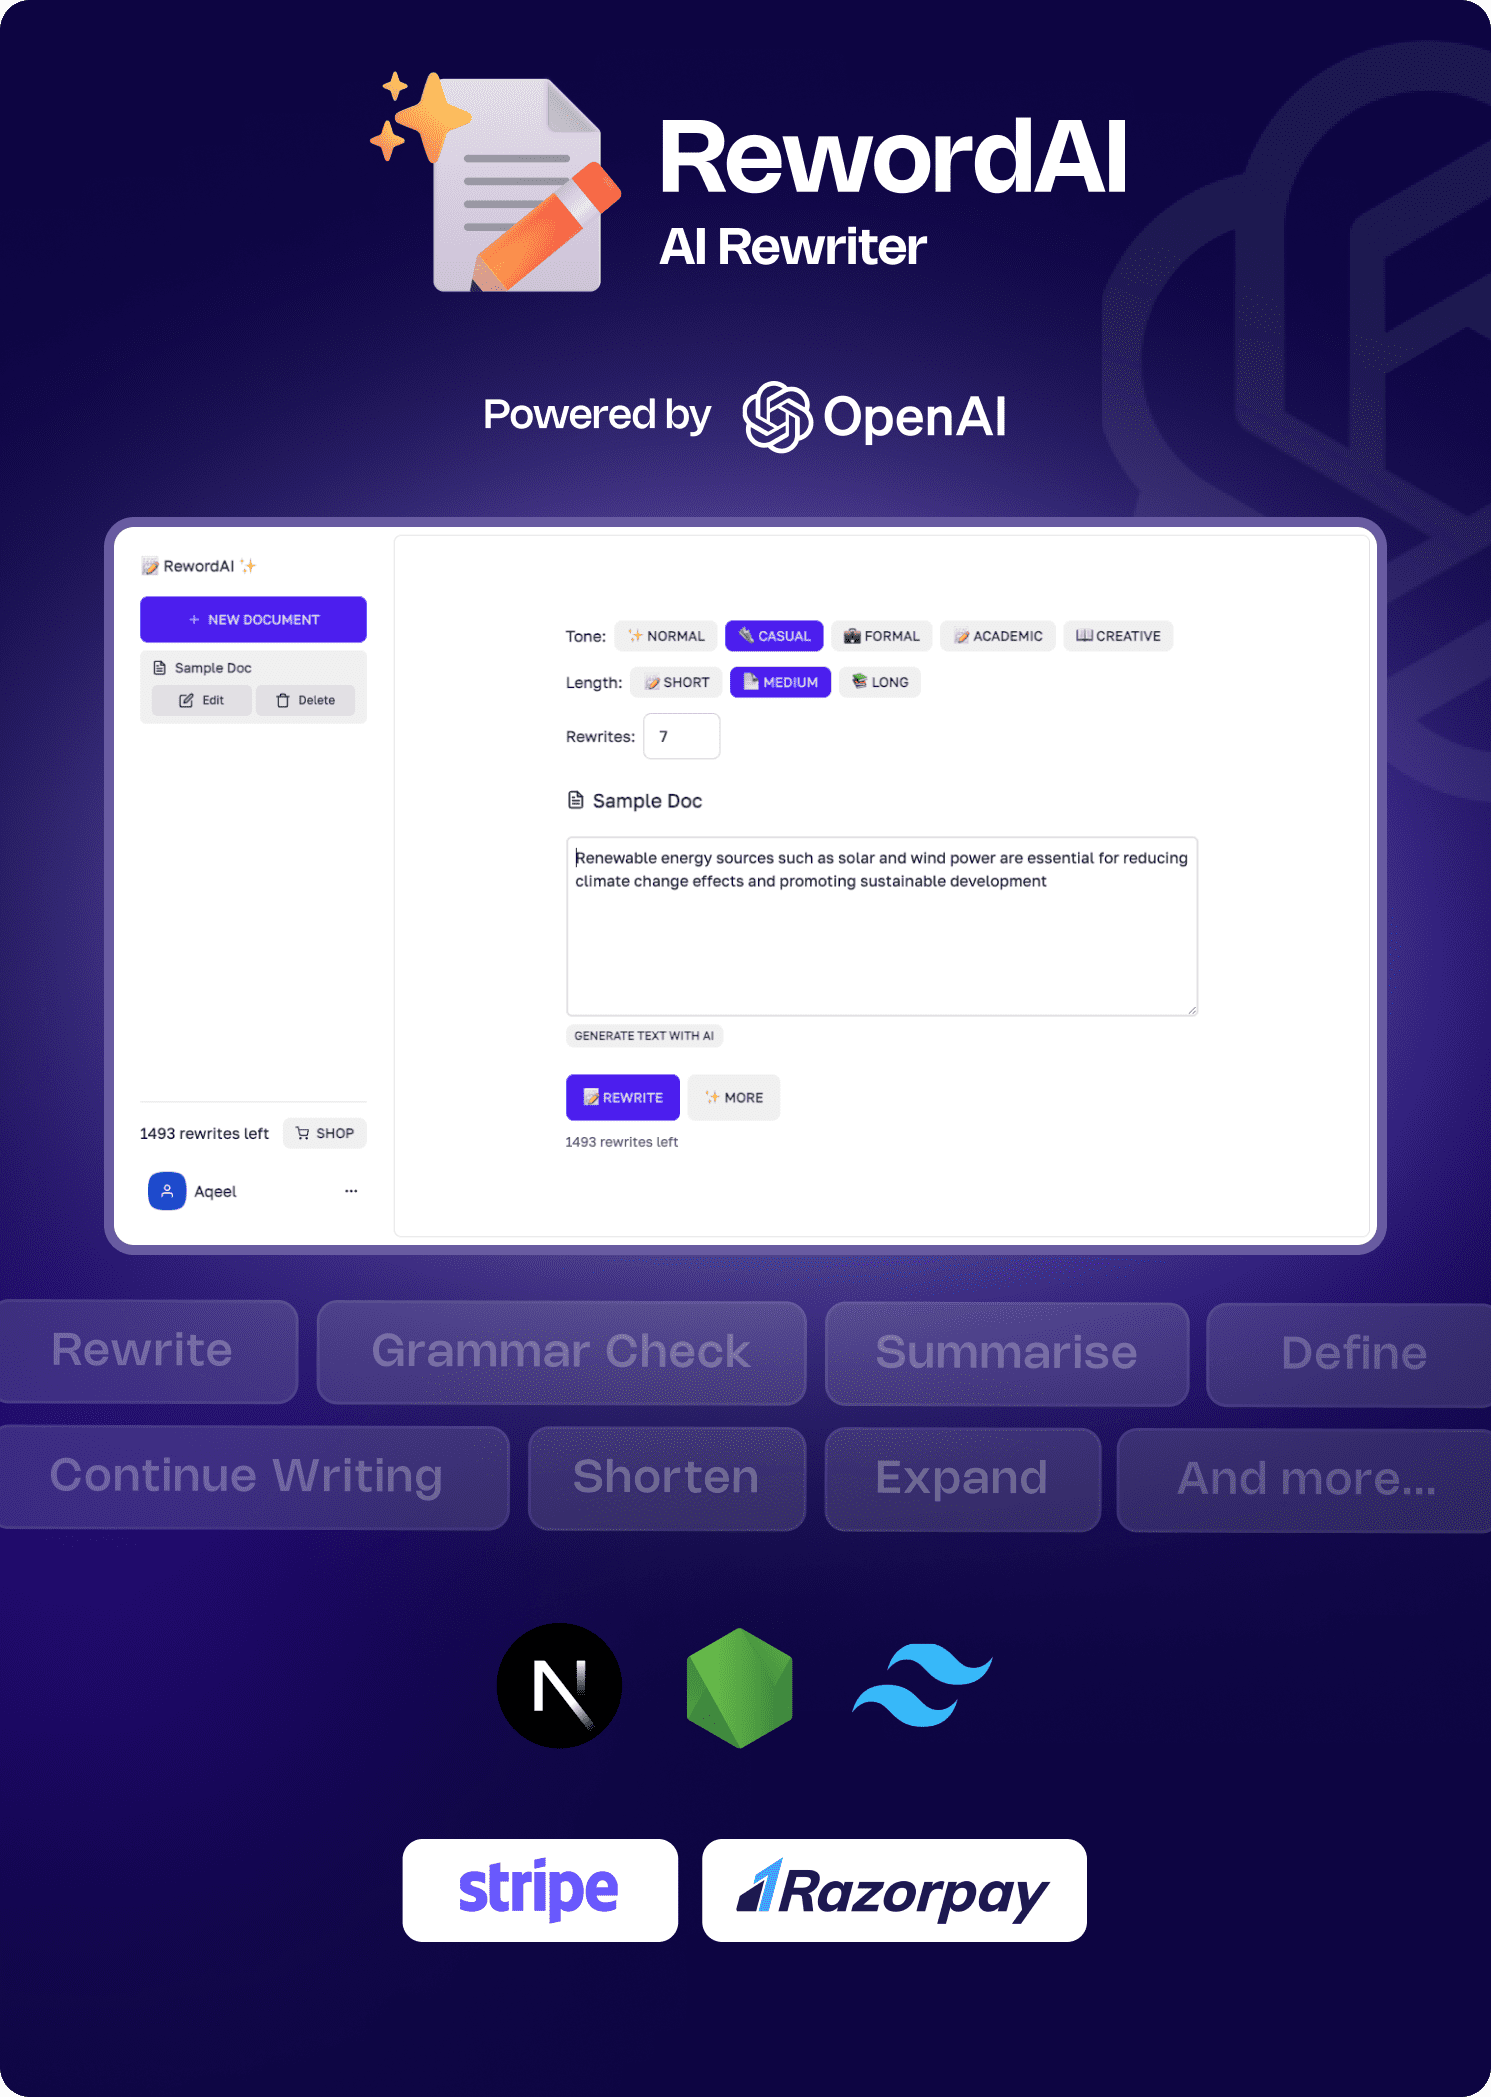 RewordAI
AI Rewriter
Powered by OpenAI
RewordAI
+ NEW DOCUMENT
Sample Doc
Edit Delete
1493 rewrites left SHOP
Aqeel
Tone: NORMAL CASUAL FORMAL ACADEMIC CREATIVE
Length: SHORT MEDIUM LONG
Rewrites: 7
Sample Doc
Renewable energy sources such as solar and wind power are essential for reducing
climate change effects and promoting sustainable development
GENERATE TEXT WITH AI
REWRITE MORE
1493 rewrites left
Rewrite Grammar Check Summarise Define
Continue Writing Shorten Expand And more...
N
stripe Razorpay